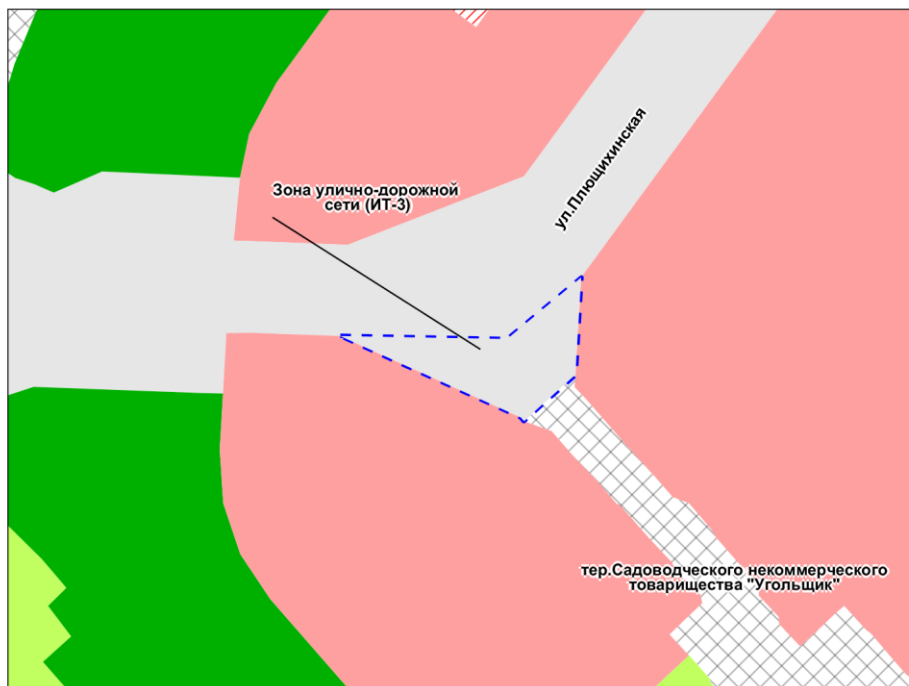 Зона улично-дорожной
сети (ИТ-3)
ул.Плющихинская
тер.Садоводческого некоммерческого
товарищества "Угольщик"